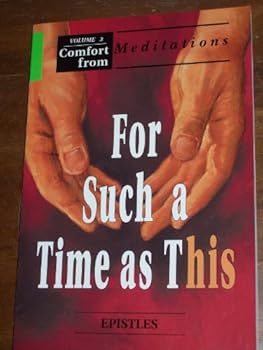 VOLUME 3
Comfort
from
Meditations
For
Such a
Time as This
EPISTLES